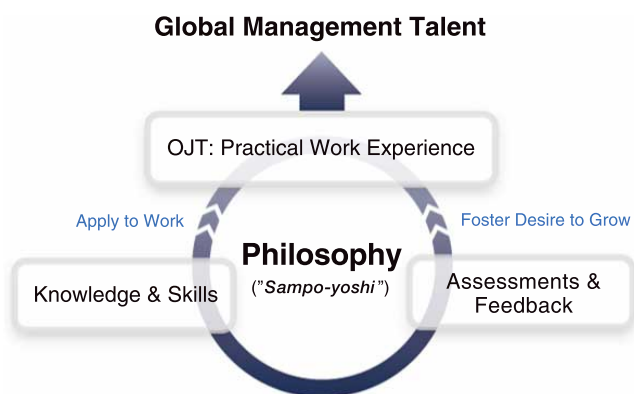 Global Management Talent
OJT: Practical Work Experience
Apply to Work
Foster Desire to Grow
Philosophy
("Sampo-yoshi")
Knowledge & Skills
Assessments &
Feedback